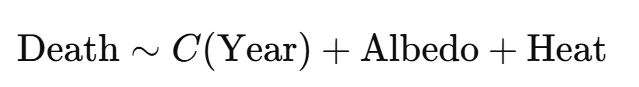 Death ∼ C(Year) + Albedo + Heat